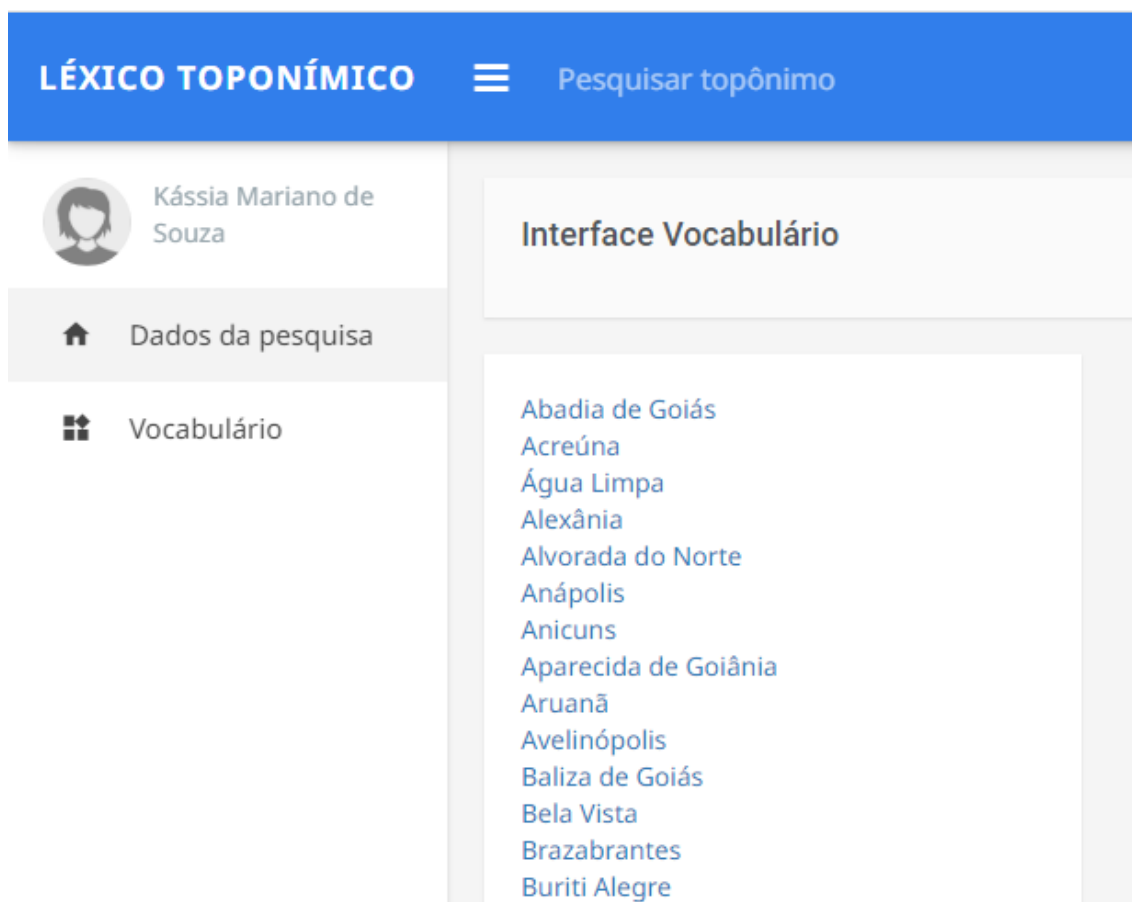 LÉXICO TOPONÍMICO
Pesquisar topônimo
Kássia Mariano de
Souza
Dados da pesquisa
Vocabulário
Interface Vocabulário
Abadia de Goiás
Acreúna
Água Limpa
Alexânia
Alvorada do Norte
Anápolis
Anicuns
Aparecida de Goiânia
Aruanã
Avelinópolis
Baliza de Goiás
Bela Vista
Brazabrantes
Buriti Alegre